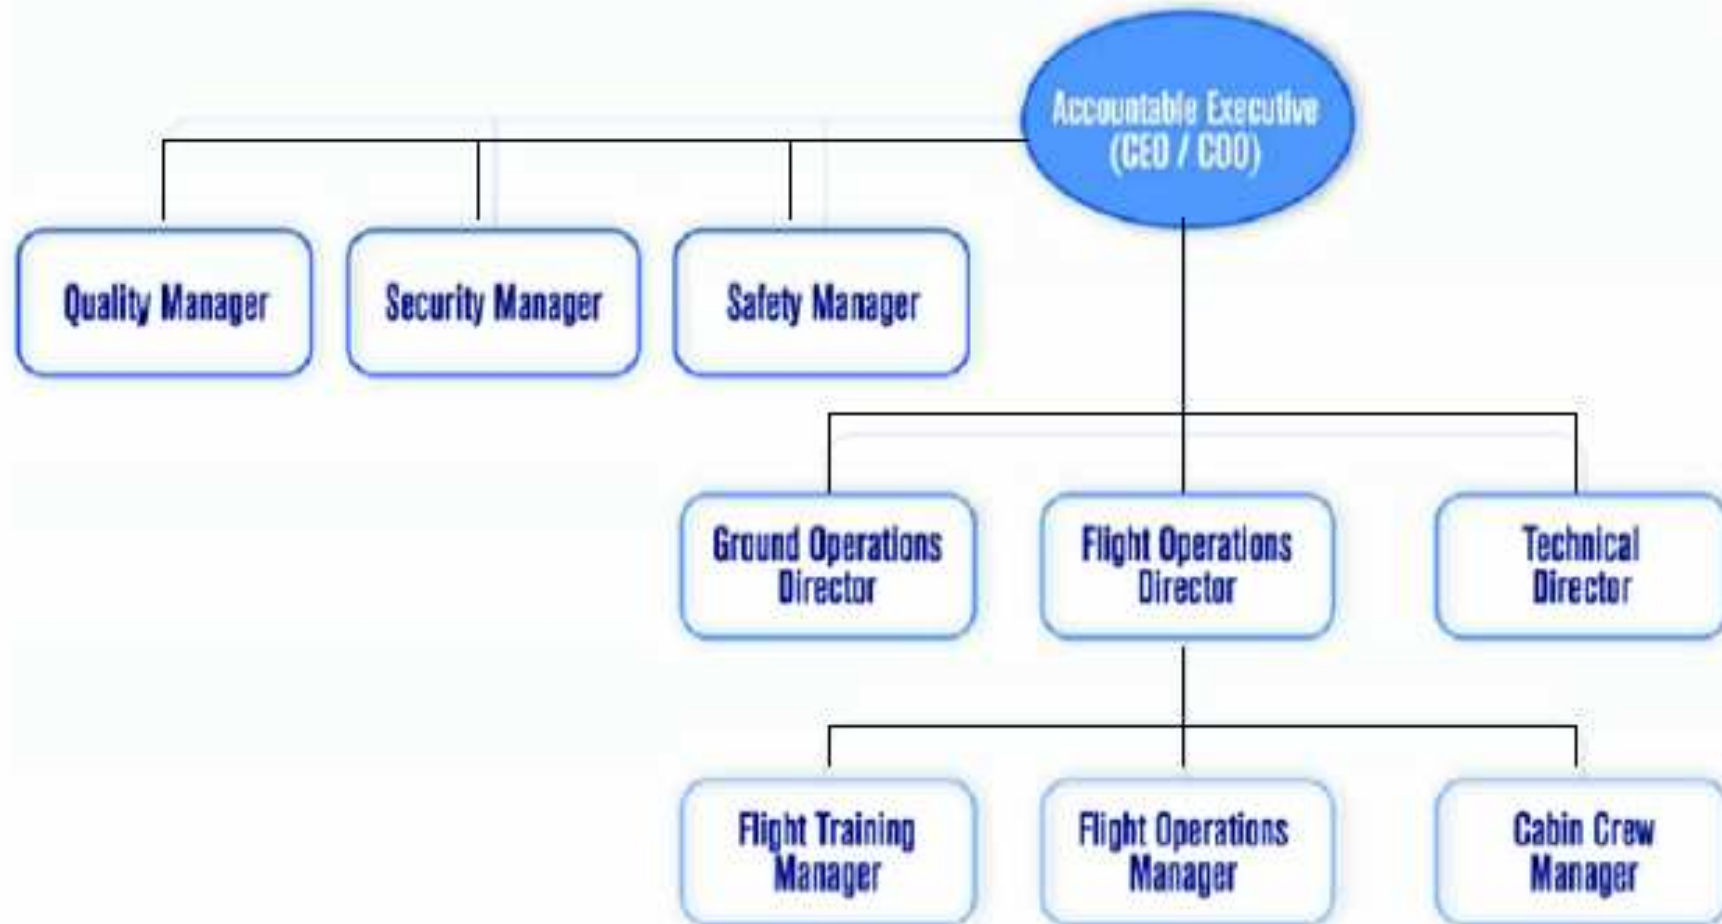 Accountable Executive
(CEO / COO)
Quality Manager
Security Manager
Safety Manager
Ground Operations
Director
Flight Operations
Director
Technical
Director
Flight Training
Manager
Flight Operations
Manager
Cabin Crew
Manager